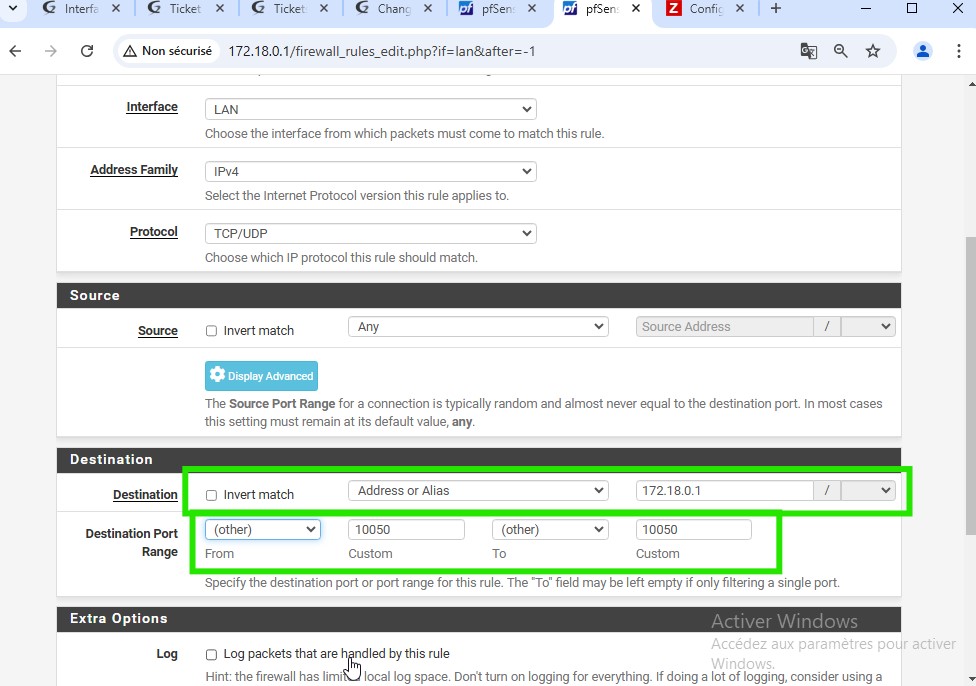 Interfa
Ticket
Ticket
Chang
pfSens
pfSens
Config
Non sécurisé 172.18.0.1/firewall_rules_edit.php?if=lan&after=-1
Interface LAN
Choose the interface from which packets must come to match this rule.
Address Family IPv4
Select the Internet Protocol version this rule applies to.
Protocol TCP/UDP
Choose which IP protocol this rule should match.
Source
Source Invert match Any Source Address /
Display Advanced
The Source Port Range for a connection is typically random and almost never equal to the destination port. In most cases
this setting must remain at its default value, any.
Destination
Destination Invert match Address or Alias 172.18.0.1 /
Destination Port Range (other) 10050 (other) 10050
From Custom To Custom
Specify the destination port or port range for this rule. The "To" field may be left empty if only filtering a single port.
Extra Options
Activer Windows
Accédez aux paramètres pour activer
Windows.
Log Log packets that are handled by this rule
Hint: the firewall has limited local log space. Don't turn on logging for everything. If doing a lot of logging, consider using a